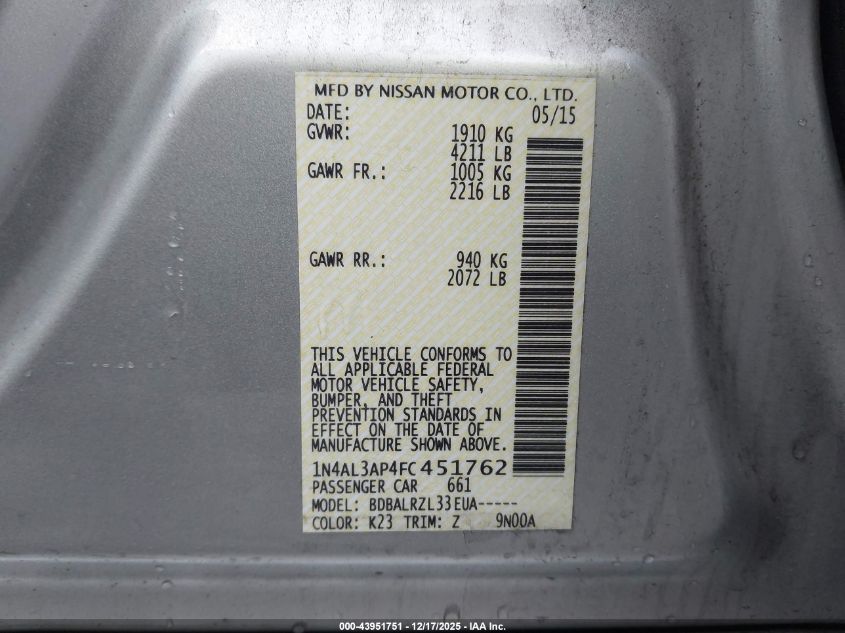 MFD BY NISSAN MOTOR CO., LTD.
DATE: 05/15
GVWR: 1910 KG
4211 LB
GAWR FR.: 1005 KG
2216 LB
GAWR RR.: 940 KG
2072 LB
THIS VEHICLE CONFORMS TO
ALL APPLICABLE FEDERAL
MOTOR VEHICLE SAFETY,
BUMPER, AND THEFT
PREVENTION STANDARDS IN
EFFECT ON THE DATE OF
MANUFACTURE SHOWN ABOVE.
1N4AL3AP4FC451762
PASSENGER CAR 661
MODEL: BDBALRZL33EUA-----
COLOR: K23 TRIM: Z 9N00A
000-43951751 - 12/17/2025 - IAA Inc.